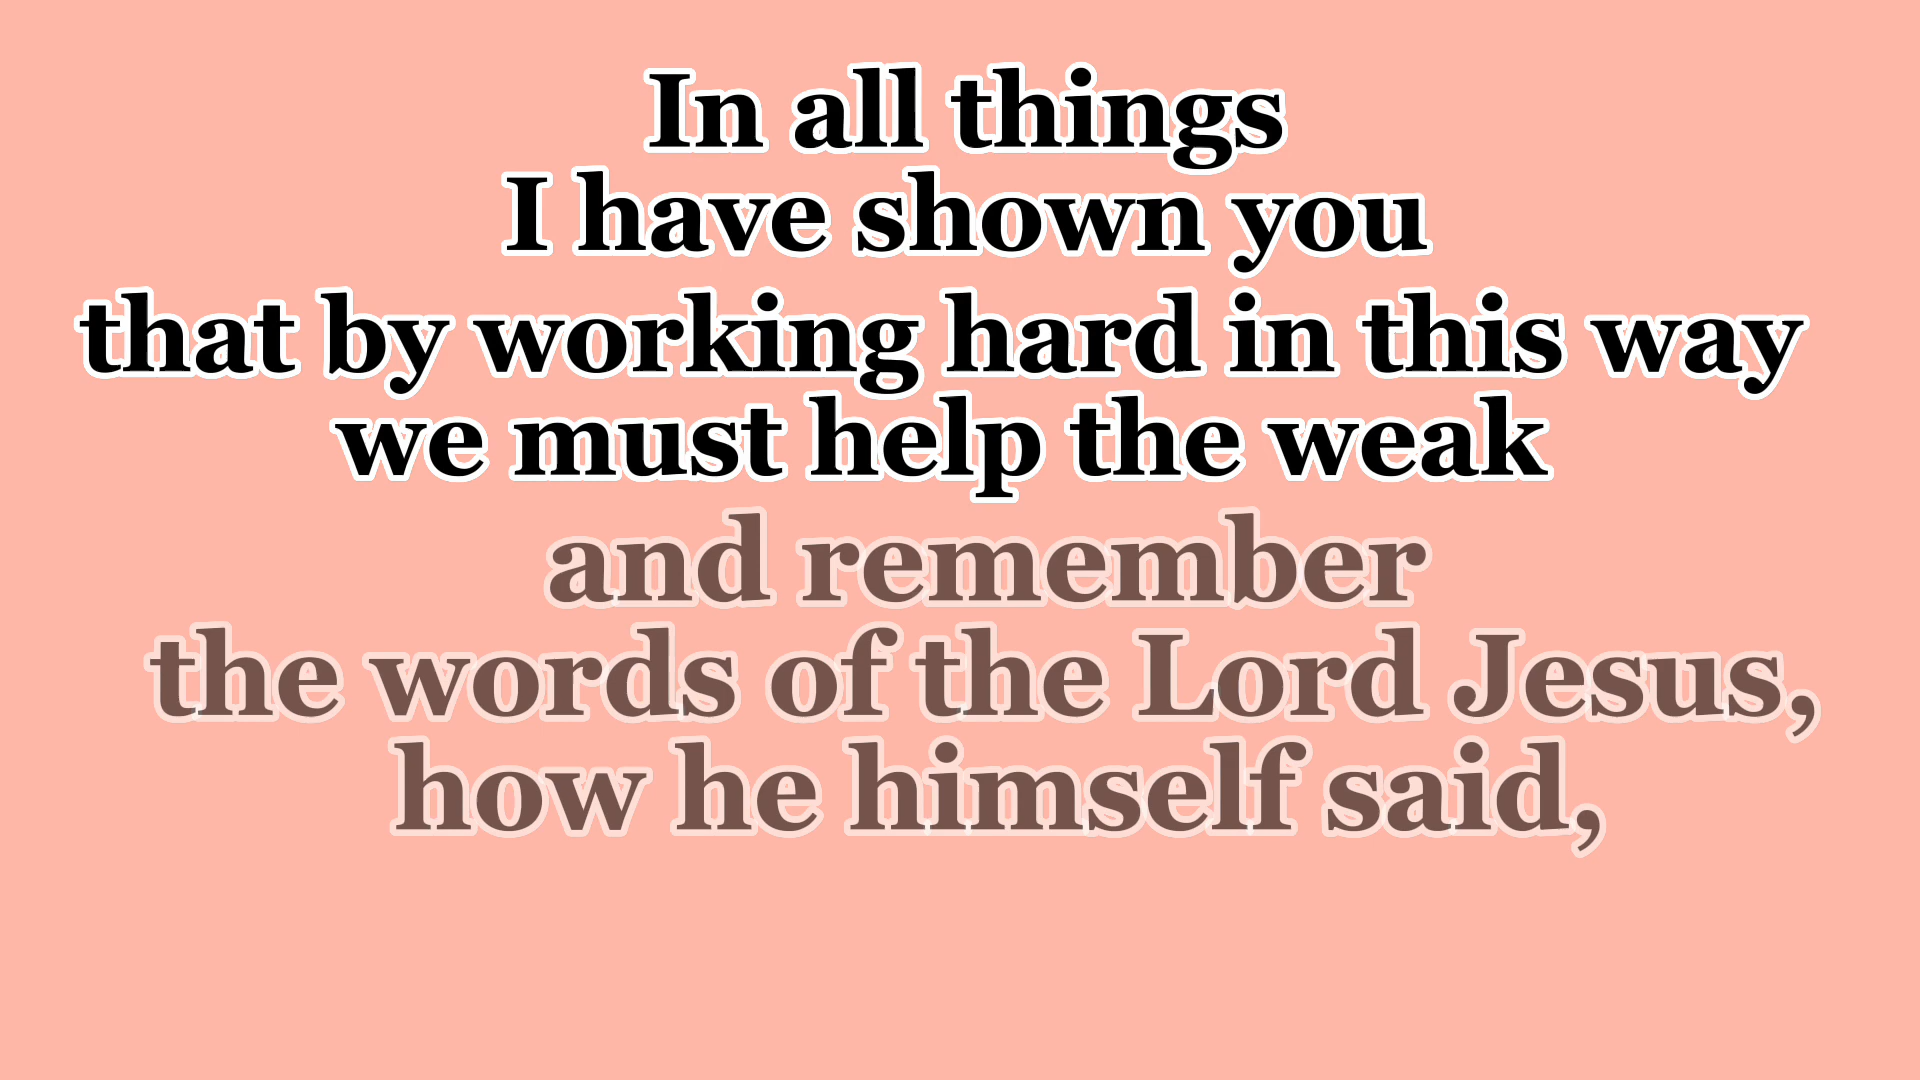 In all things
I have shown you
that by working hard in this way
we must help the weak
and remember
the words of the Lord Jesus,
how he himself said,